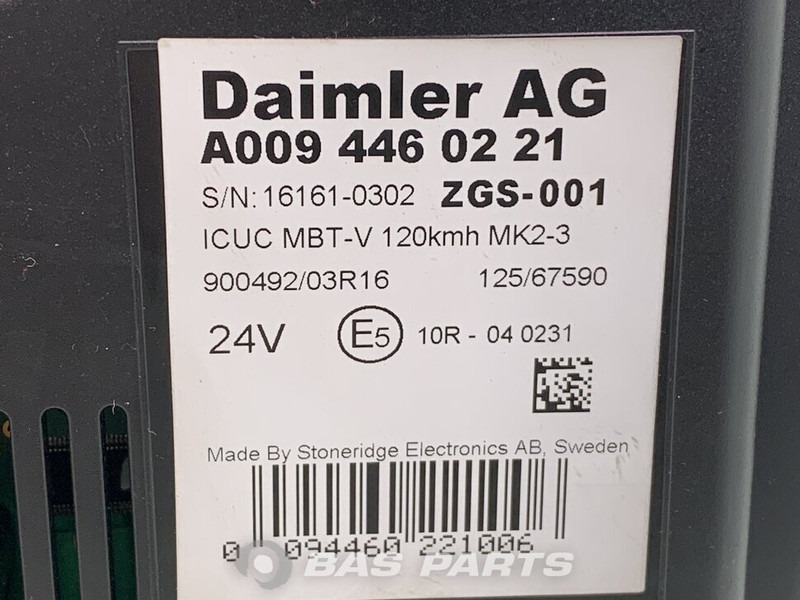 Daimler AG
A009 446 02 21
S/N: 16161-0302 ZGS-001
ICUC MBT-V 120kmh MK2-3
900492/03R16 125/67590
24V E5 10R - 04 0231
Made By Stoneridge Electronics AB, Sweden
0 094460 221006
BAS PARTS